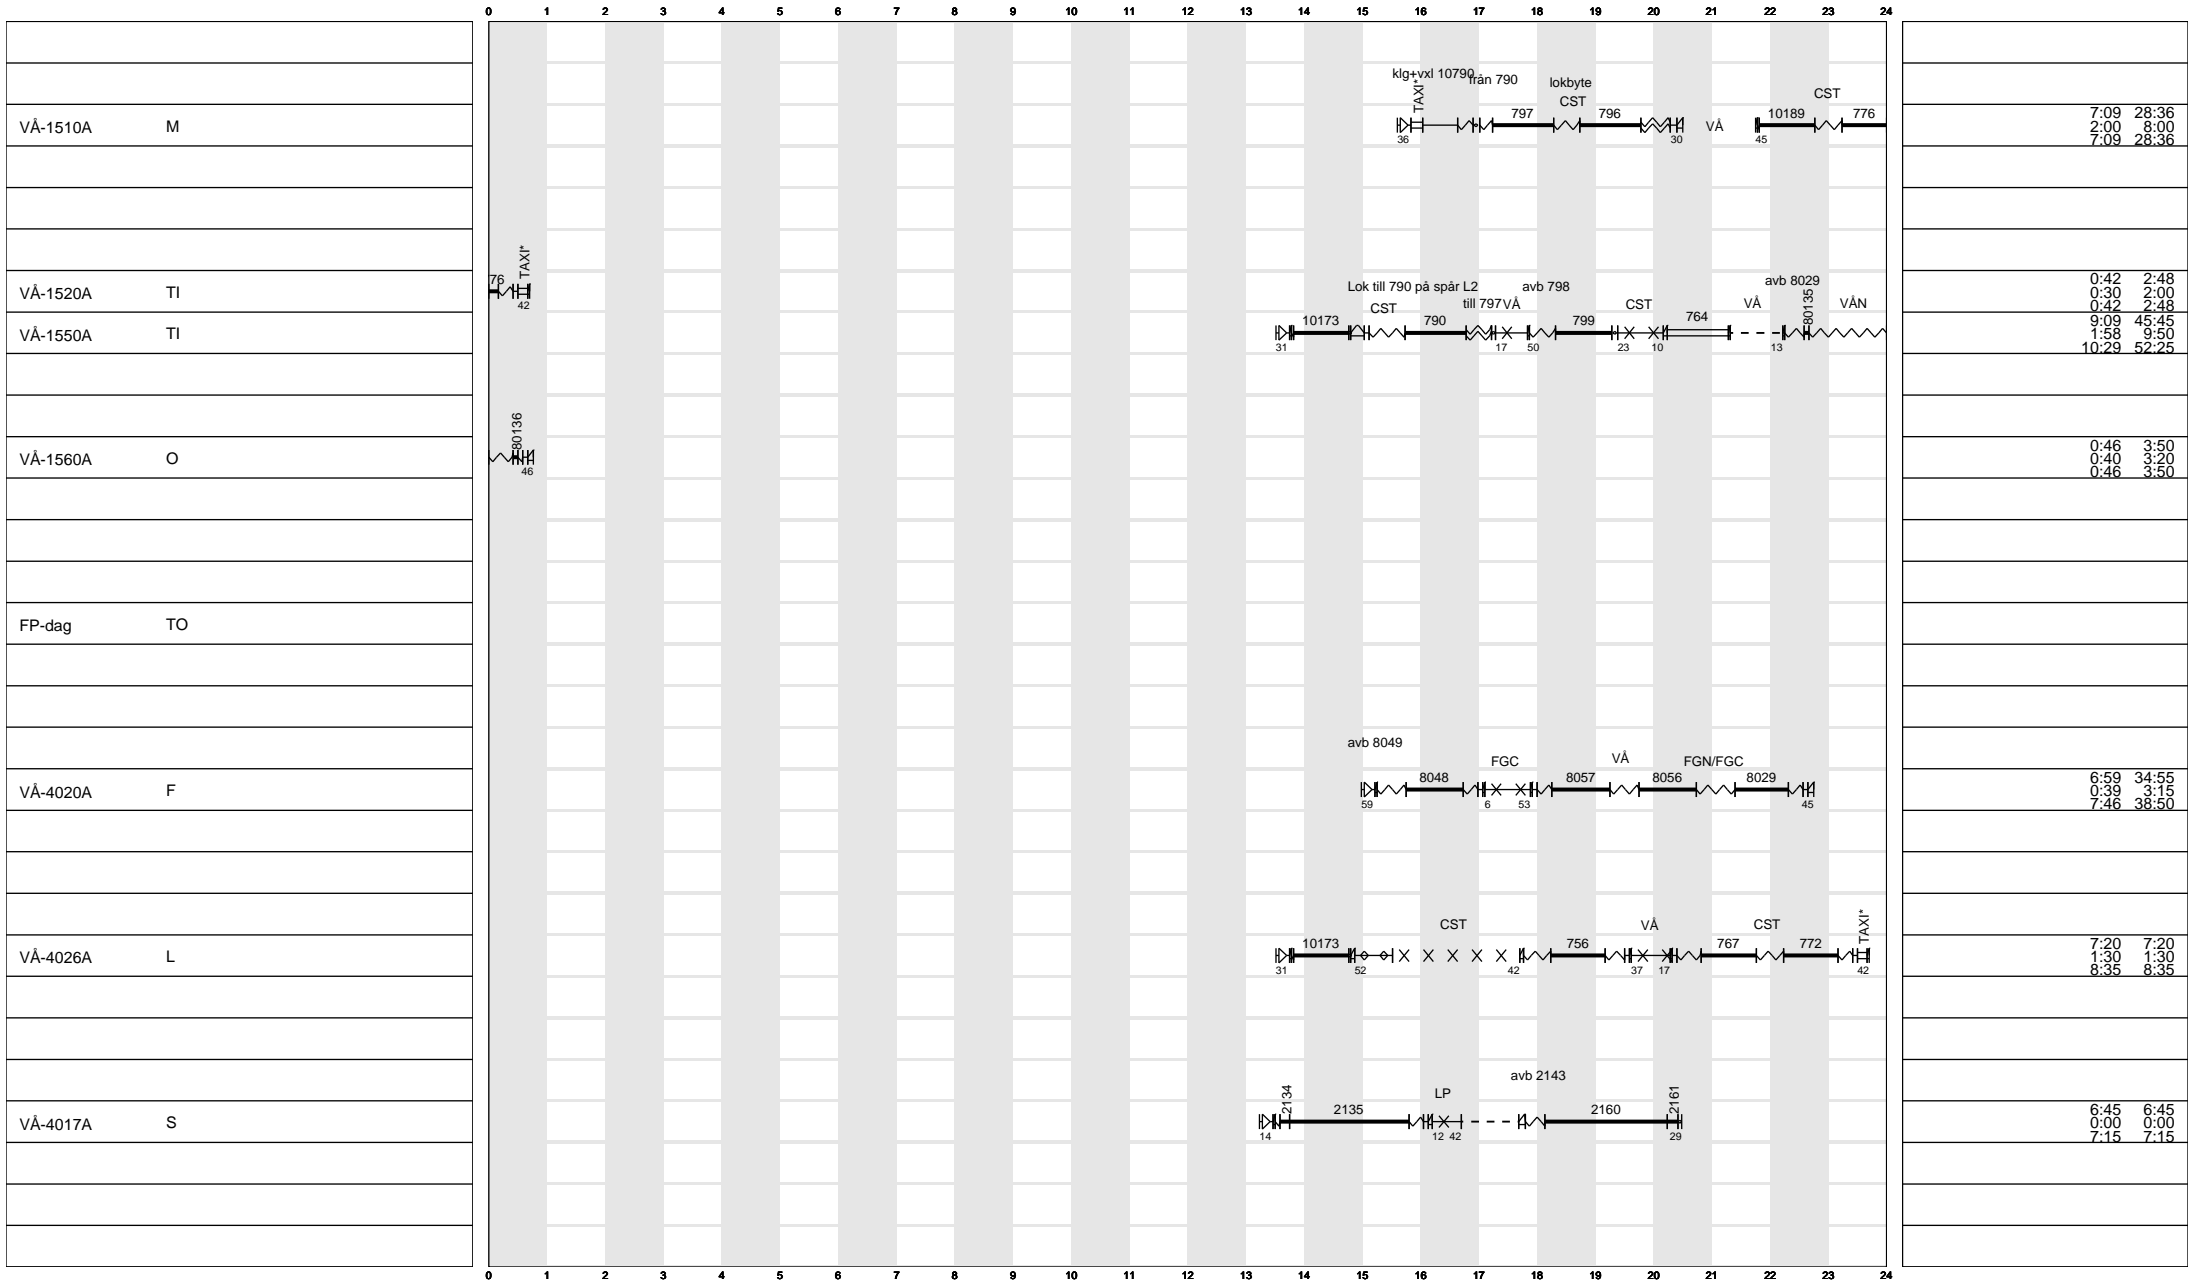 0 1 2 3 4 5 6 7 8 9 10 11 12 13 14 15 16 17 18 19 20 21 22 23 24
klg+vxl 10790 från 790 lokbyte
TAXI* CST CST
VÅ-1510A M 797 796 VÅ 10189 776 7:09 28:36
2:00 8:00
36 30 45 7:09 28:36
TAXI*
VÅ-1520A TI 76 0:42 2:48
0:30 2:00
42 0:42 2:48
Lok till 790 på spår L2 avb 798 avb 8029
CST till 797 VÅ CST VÅ 80135 VÅN
VÅ-1550A TI 10173 790 799 764 9:09 45:45
1:58 9:50
31 17 50 23 10 13 10:29 52:25
80136
VÅ-1560A O 0:46 3:50
0:40 3:20
46 0:46 3:50
FP-dag TO
avb 8049
FGC VÅ FGN/FGC
VÅ-4020A F 8048 8057 8056 8029 6:59 34:55
0:39 3:15
59 6 53 45 7:46 38:50
CST VÅ CST TAXI*
VÅ-4026A L 10173 756 767 772 7:20 7:20
1:30 1:30
31 52 42 37 17 42 8:35 8:35
avb 2143
LP
VÅ-4017A S 2134 2135 2160 2161 6:45 6:45
0:00 0:00
14 12 42 29 7:15 7:15
0 1 2 3 4 5 6 7 8 9 10 11 12 13 14 15 16 17 18 19 20 21 22 23 24